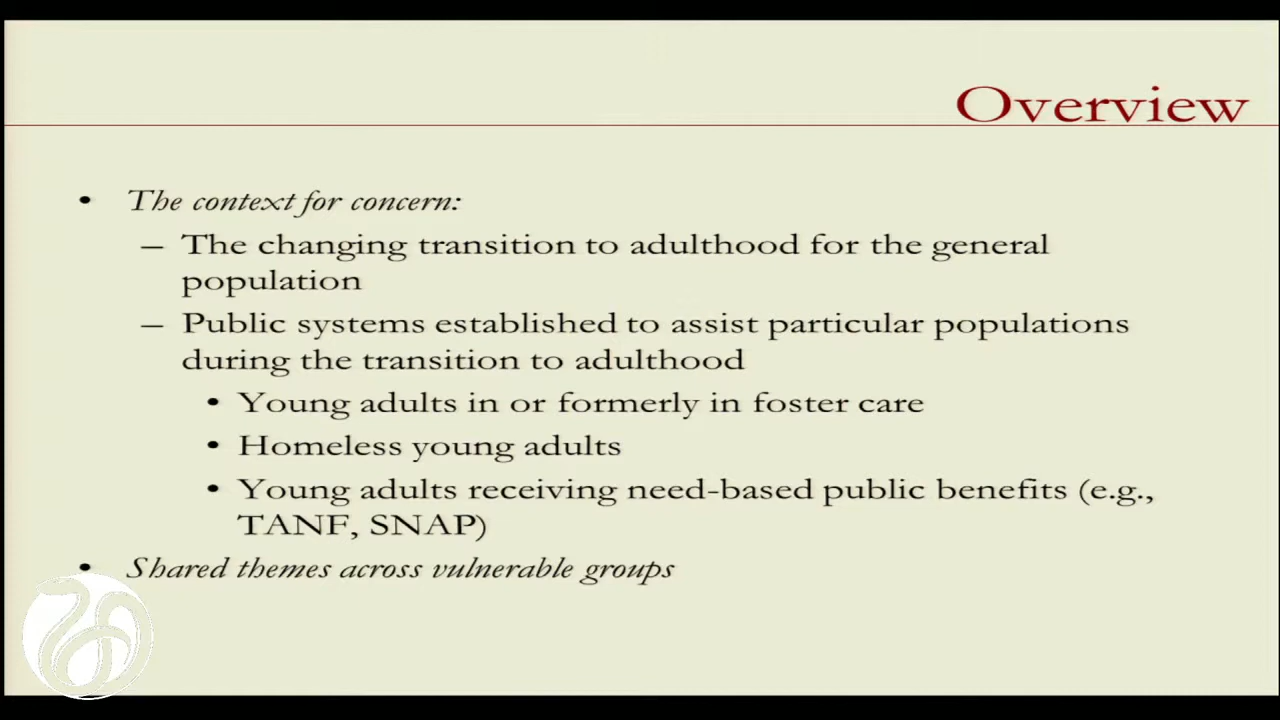 Overview
• The context for concern:
– The changing transition to adulthood for the general
population
– Public systems established to assist particular populations
during the transition to adulthood
• Young adults in or formerly in foster care
• Homeless young adults
• Young adults receiving need-based public benefits (e.g.,
TANF, SNAP)
• Shared themes across vulnerable groups